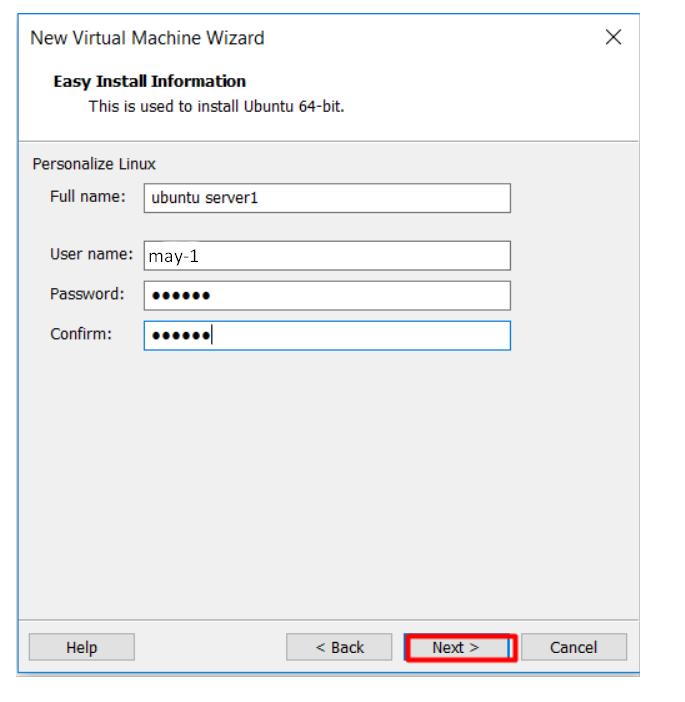 New Virtual Machine Wizard
Easy Install Information
This is used to install Ubuntu 64-bit.
Personalize Linux
Full name: ubuntu server1
User name: may-1
Password: ●●●●●●
Confirm: ●●●●●●
Help < Back Next > Cancel